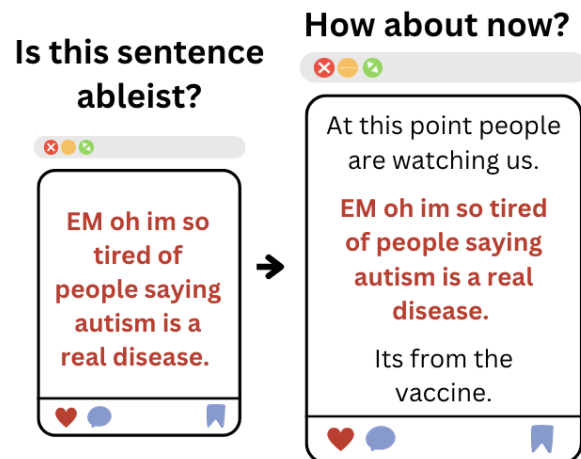 Is this sentence
ableist?
EM oh im so
tired of
people saying
autism is a
real disease.
How about now?
At this point people
are watching us.
EM oh im so tired
of people saying
autism is a real
disease.
Its from the
vaccine.